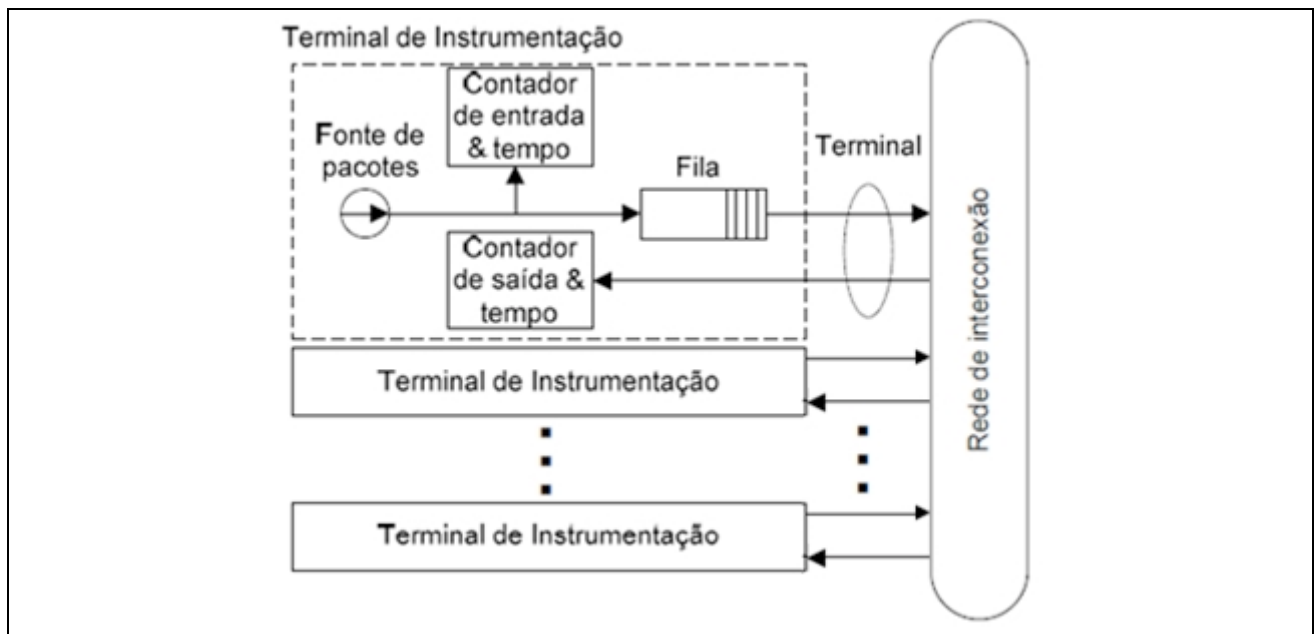 Terminal de Instrumentação
Contador
de entrada
& tempo
Fonte de
pacotes
Fila
Terminal
Contador
de saída &
tempo
Terminal de Instrumentação
Terminal de Instrumentação
Rede de interconexão